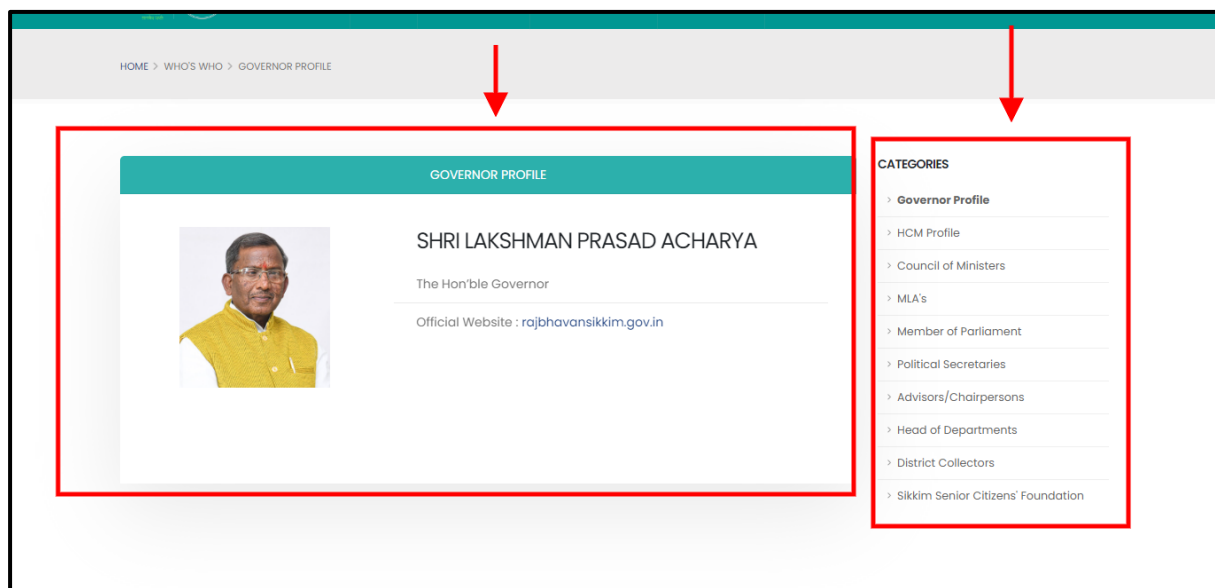 HOME > WHO'S WHO > GOVERNOR PROFILE
GOVERNOR PROFILE
SHRI LAKSHMAN PRASAD ACHARYA
The Hon'ble Governor
Official Website : rajbhavansikkim.gov.in
CATEGORIES
> Governor Profile
> HCM Profile
> Council of Ministers
> MLA's
> Member of Parliament
> Political Secretaries
> Advisors/Chairpersons
> Head of Departments
> District Collectors
> Sikkim Senior Citizens' Foundation